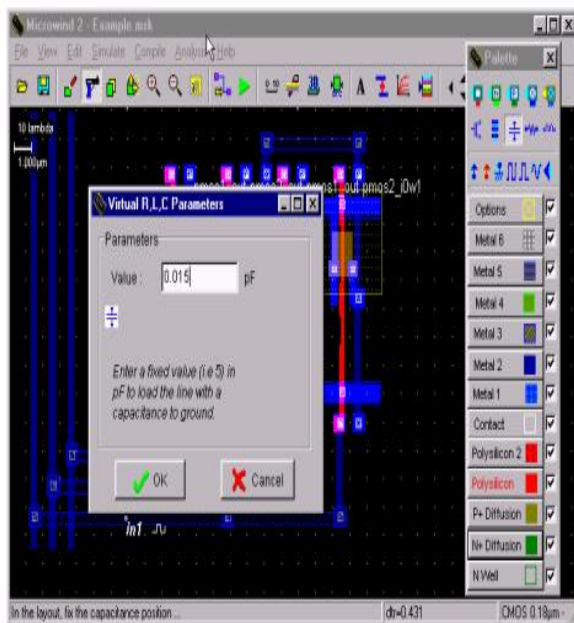 Microwind 2 - Example.msk
File View Edit Simulate Compile Analysis Help
Palette
10 lambda
1.000μm
pmos1_out pmos2_i0w1
Virtual R,L,C Parameters
Parameters
Value : 0.015 pF
Enter a fixed value (i.e 5) in
pF to load the line with a
capacitance to ground.
OK Cancel
in1
Options
Metal 6
Metal 5
Metal 4
Metal 3
Metal 2
Metal 1
Contact
Polysilicon 2
Polysilicon
P+ Diffusion
N+ Diffusion
N Well
In the layout, fix the capacitance position ... dtr=0.431 CMOS 0.18μm -